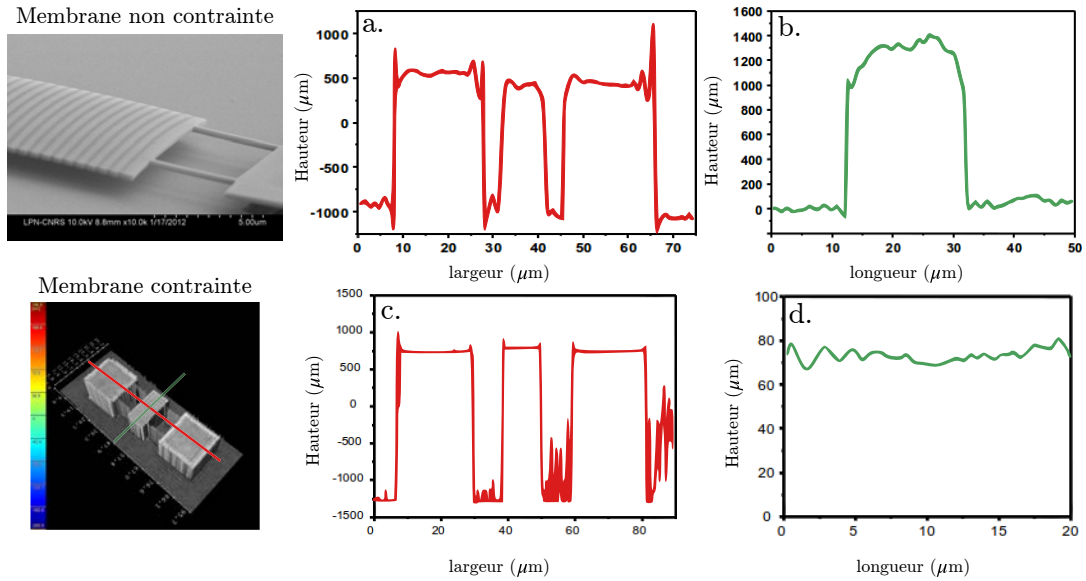 Membrane non contrainte
LPN-CNRS 10.0kV 8.8mm x10.0k 1/17/2012
5.00um
a.
Hauteur (µm)
1000
500
0
-500
-1000
0 10 20 30 40 50 60 70
largeur (µm)
b.
Hauteur (µm)
1600
1400
1200
1000
800
600
400
200
0
0 10 20 30 40 50
longueur (µm)
Membrane contrainte
c.
Hauteur (µm)
1500
1000
500
0
-500
-1000
-1500
0 20 40 60 80
largeur (µm)
d.
Hauteur (µm)
100
80
60
40
20
0
0 5 10 15 20
longueur (µm)